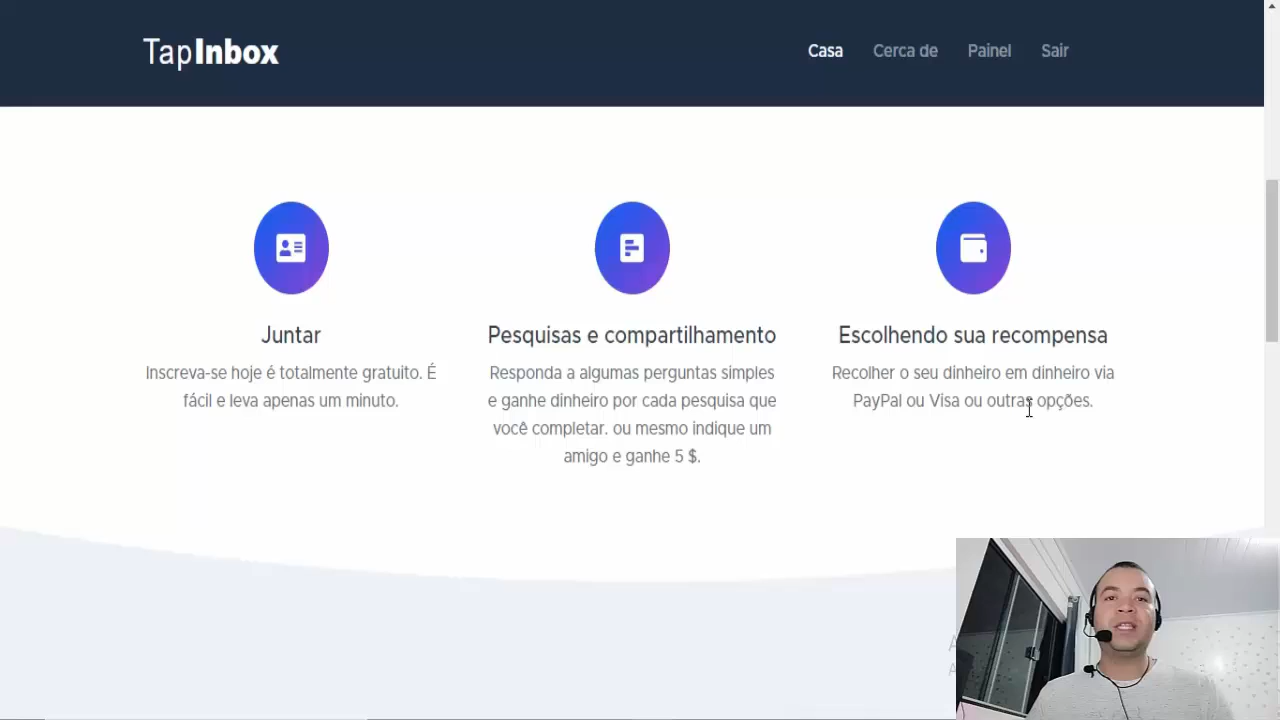 TapInbox
Casa Cerca de Painel Sair
Juntar
Inscreva-se hoje é totalmente gratuito. É
fácil e leva apenas um minuto.
Pesquisas e compartilhamento
Responda a algumas perguntas simples
e ganhe dinheiro por cada pesquisa que
você completar. ou mesmo indique um
amigo e ganhe 5 $.
Escolhendo sua recompensa
Recolher o seu dinheiro em dinheiro via
PayPal ou Visa ou outras opções.